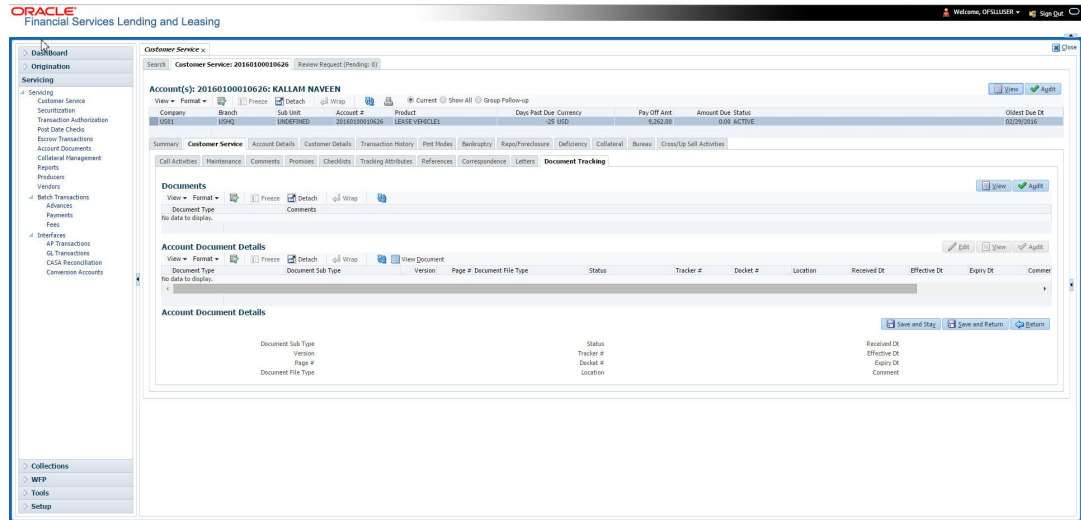 ORACLE
Financial Services Lending and Leasing
Welcome, OFSLLUSER Sign Out
Close
DashBoard
Origination
Servicing
Servicing
Customer Service
Securitization
Transaction Authorization
Post Date Checks
Escrow Transactions
Account Documents
Collateral Management
Reports
Producers
Vendors
Batch Transactions
Advances
Payments
Fees
Interfaces
AP Transactions
GL Transactions
CASA Reconciliation
Conversion Accounts
Collections
WFP
Tools
Setup
Customer Service x
Search Customer Service: 20160100010626 Review Request (Pending: 0)
Account(s): 20160100010626: KALLAM NAVEEN View Audit
View Format Freeze Detach Wrap Current Show All Group Follow-up
Company Branch Sub Unit Account # Product Days Past Due Currency Pay Off Amt Amount Due Status Oldest Due Dt
US01 USHQ UNDEFINED 20160100010626 LEASE VEHICLE1 -25 USD 9,262.00 0.00 ACTIVE 02/29/2016
Summary Customer Service Account Details Customer Details Transaction History Pmt Modes Bankruptcy Repo/Foreclosure Deficiency Collateral Bureau Cross/Up Sell Activities
Call Activities Maintenance Comments Promises Checklists Tracking Attributes References Correspondence Letters Document Tracking
Documents View Audit
View Format Freeze Detach Wrap
Document Type Comments
No data to display.
Account Document Details Edit View Audit
View Format Freeze Detach Wrap View Document
Document Type Document Sub Type Version Page # Document File Type Status Tracker # Docket # Location Received Dt Effective Dt Expiry Dt Commer
No data to display.
Account Document Details
Save and Stay Save and Return Return
Document Sub Type Status Received Dt
Version Tracker # Effective Dt
Page # Docket # Expiry Dt
Document File Type Location Comment